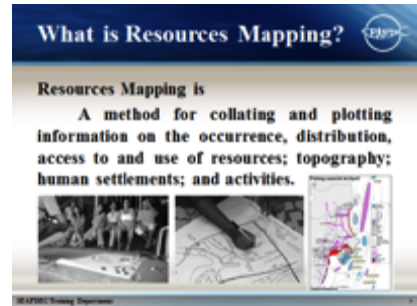 What is Resources Mapping?
Resources Mapping is
A method for collating and plotting
information on the occurrence, distribution,
access to and use of resources; topography;
human settlements; and activities.
SEAFDEC/Training Department